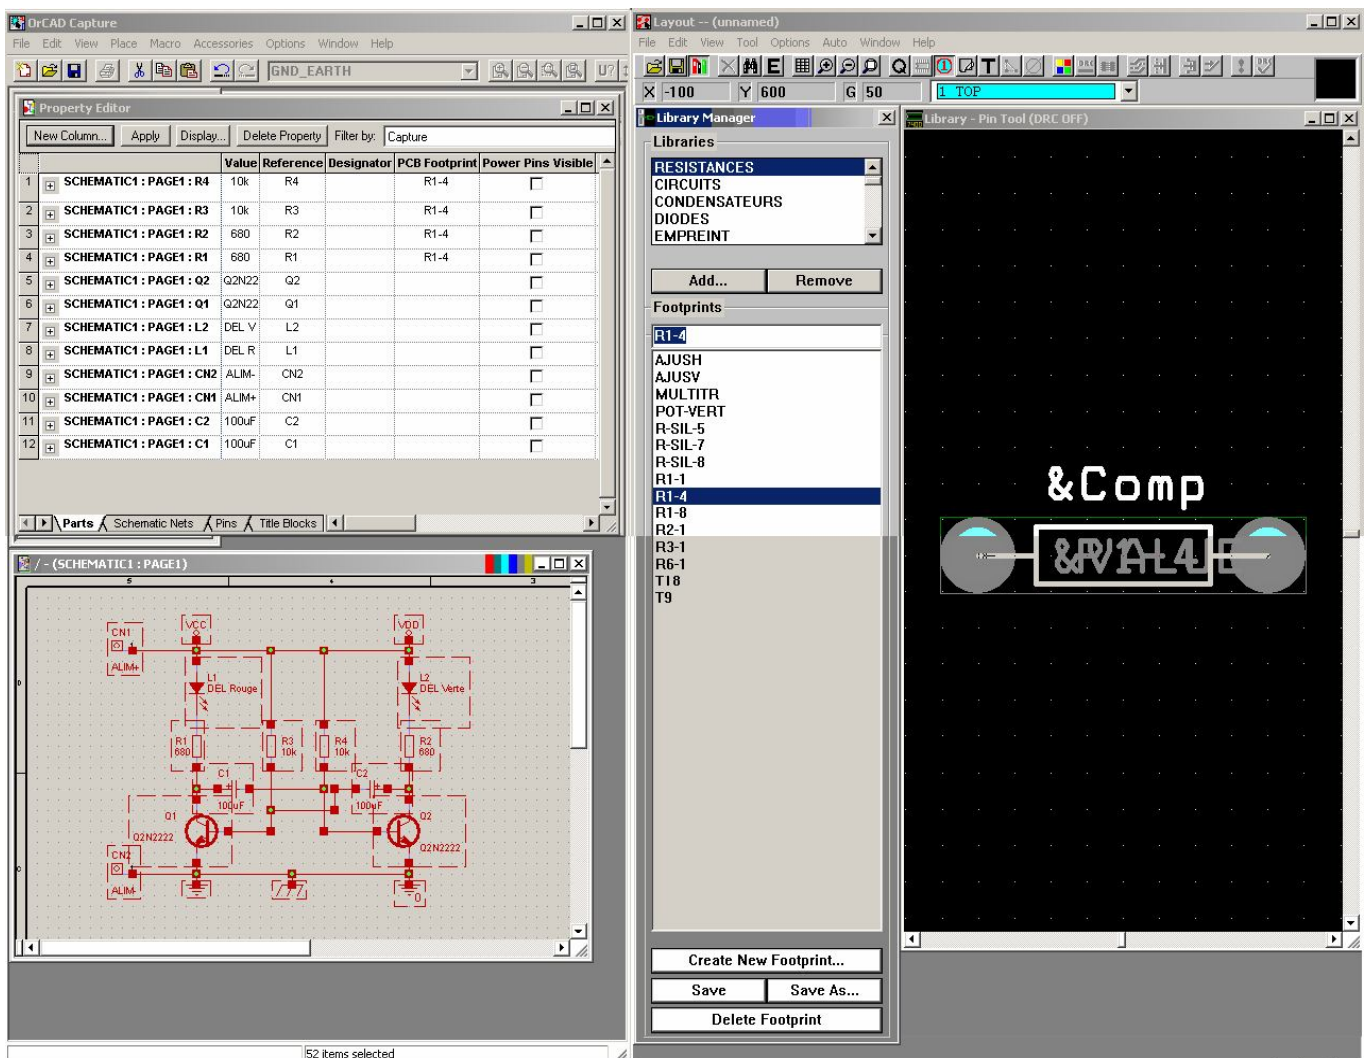 OrCAD Capture
File Edit View Place Macro Accessories Options Window Help
GND_EARTH
U?
Property Editor
New Column... Apply Display... Delete Property Filter by: Capture
Value Reference Designator PCB Footprint Power Pins Visible
1 SCHEMATIC1 : PAGE1 : R4 10k R4 R1-4
2 SCHEMATIC1 : PAGE1 : R3 10k R3 R1-4
3 SCHEMATIC1 : PAGE1 : R2 680 R2 R1-4
4 SCHEMATIC1 : PAGE1 : R1 680 R1 R1-4
5 SCHEMATIC1 : PAGE1 : Q2 Q2N22 Q2
6 SCHEMATIC1 : PAGE1 : Q1 Q2N22 Q1
7 SCHEMATIC1 : PAGE1 : L2 DEL V L2
8 SCHEMATIC1 : PAGE1 : L1 DEL R L1
9 SCHEMATIC1 : PAGE1 : CN2 ALIM- CN2
10 SCHEMATIC1 : PAGE1 : CN1 ALIM+ CN1
11 SCHEMATIC1 : PAGE1 : C2 100uF C2
12 SCHEMATIC1 : PAGE1 : C1 100uF C1
Parts Schematic Nets Pins Title Blocks
/ - (SCHEMATIC1 : PAGE1)
5 4 3
D
C
CN1
ALIM+
VCC
VDD
L1
DEL Rouge
L2
DEL Verte
R1
680
R3
10k
R4
10k
R2
680
C1
100uF
C2
100uF
Q1
Q2N2222
Q2
Q2N2222
CN2
ALIM-
0
52 items selected
Layout -- (unnamed)
File Edit View Tool Options Auto Window Help
E Q T
X -100 Y 600 G 50 1 TOP
Library Manager
Libraries
RESISTANCES
CIRCUITS
CONDENSATEURS
DIODES
EMPREINT
Add... Remove
Footprints
R1-4
AJUSH
AJUSV
MULTITR
POT-VERT
R-SIL-5
R-SIL-7
R-SIL-8
R1-1
R1-4
R1-8
R2-1
R3-1
R6-1
T18
T9
Create New Footprint...
Save Save As...
Delete Footprint
Library - Pin Tool (DRC OFF)
&Comp